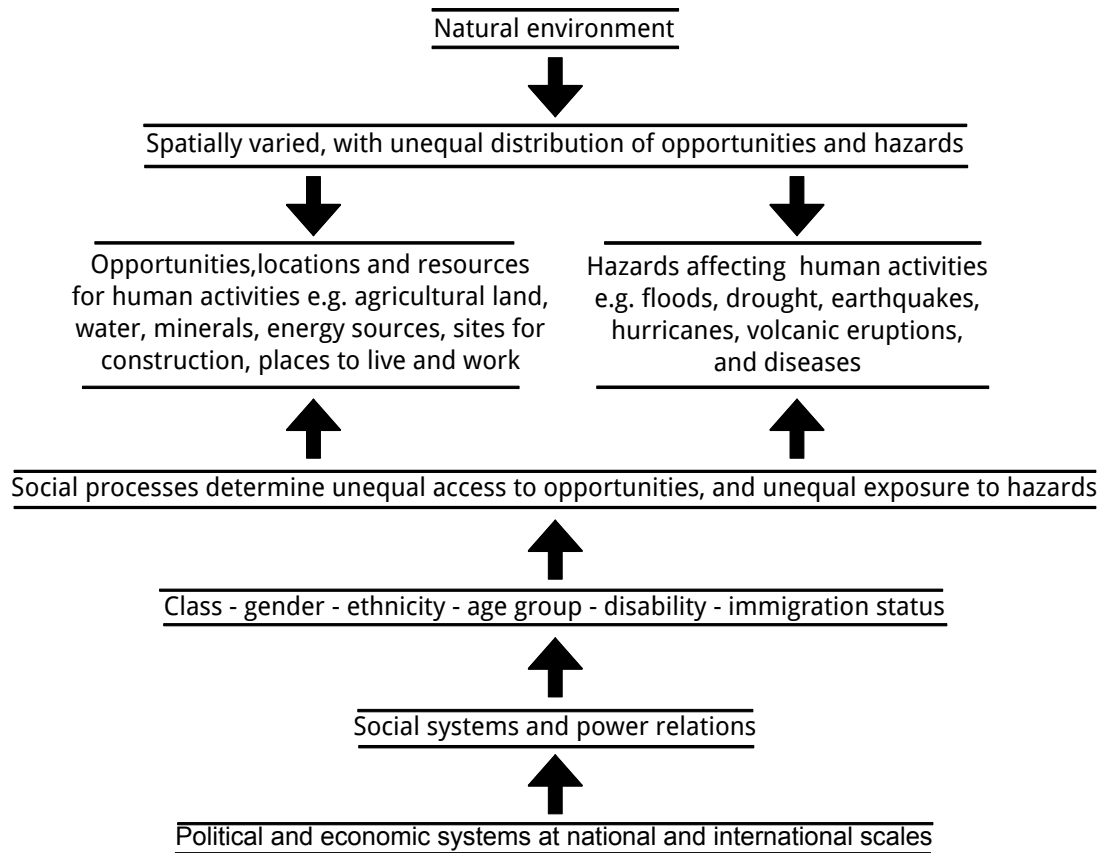 Natural environment
Spatially varied, with unequal distribution of opportunities and hazards
Opportunities,locations and resources
for human activities e.g. agricultural land,
water, minerals, energy sources, sites for
construction, places to live and work
Hazards affecting  human activities
e.g. floods, drought, earthquakes,
hurricanes, volcanic eruptions,
and diseases
Social processes determine unequal access to opportunities, and unequal exposure to hazards
Class - gender - ethnicity - age group - disability - immigration status
Social systems and power relations
Political and economic systems at national and international scales